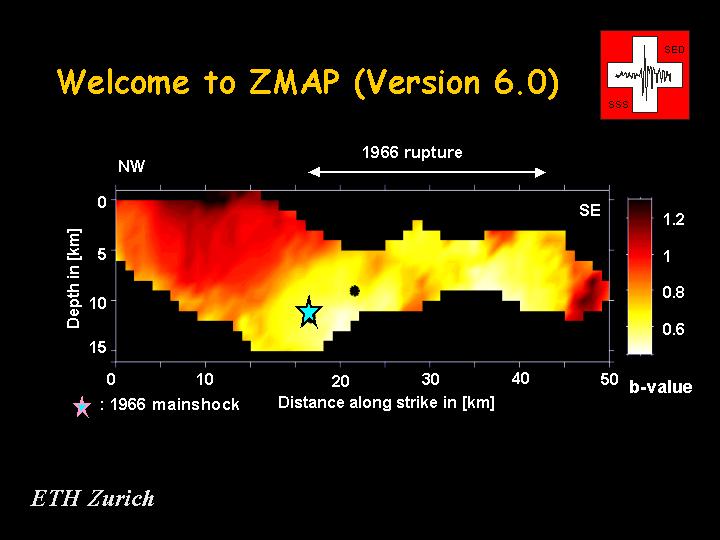 SED
Welcome to ZMAP (Version 6.0)
SSS
1966 rupture
NW
SE
0
5
10
15
Depth in [km]
1.2
1
0.8
0.6
0 10 20 30 40 50
b-value
: 1966 mainshock
Distance along strike in [km]
ETH Zurich